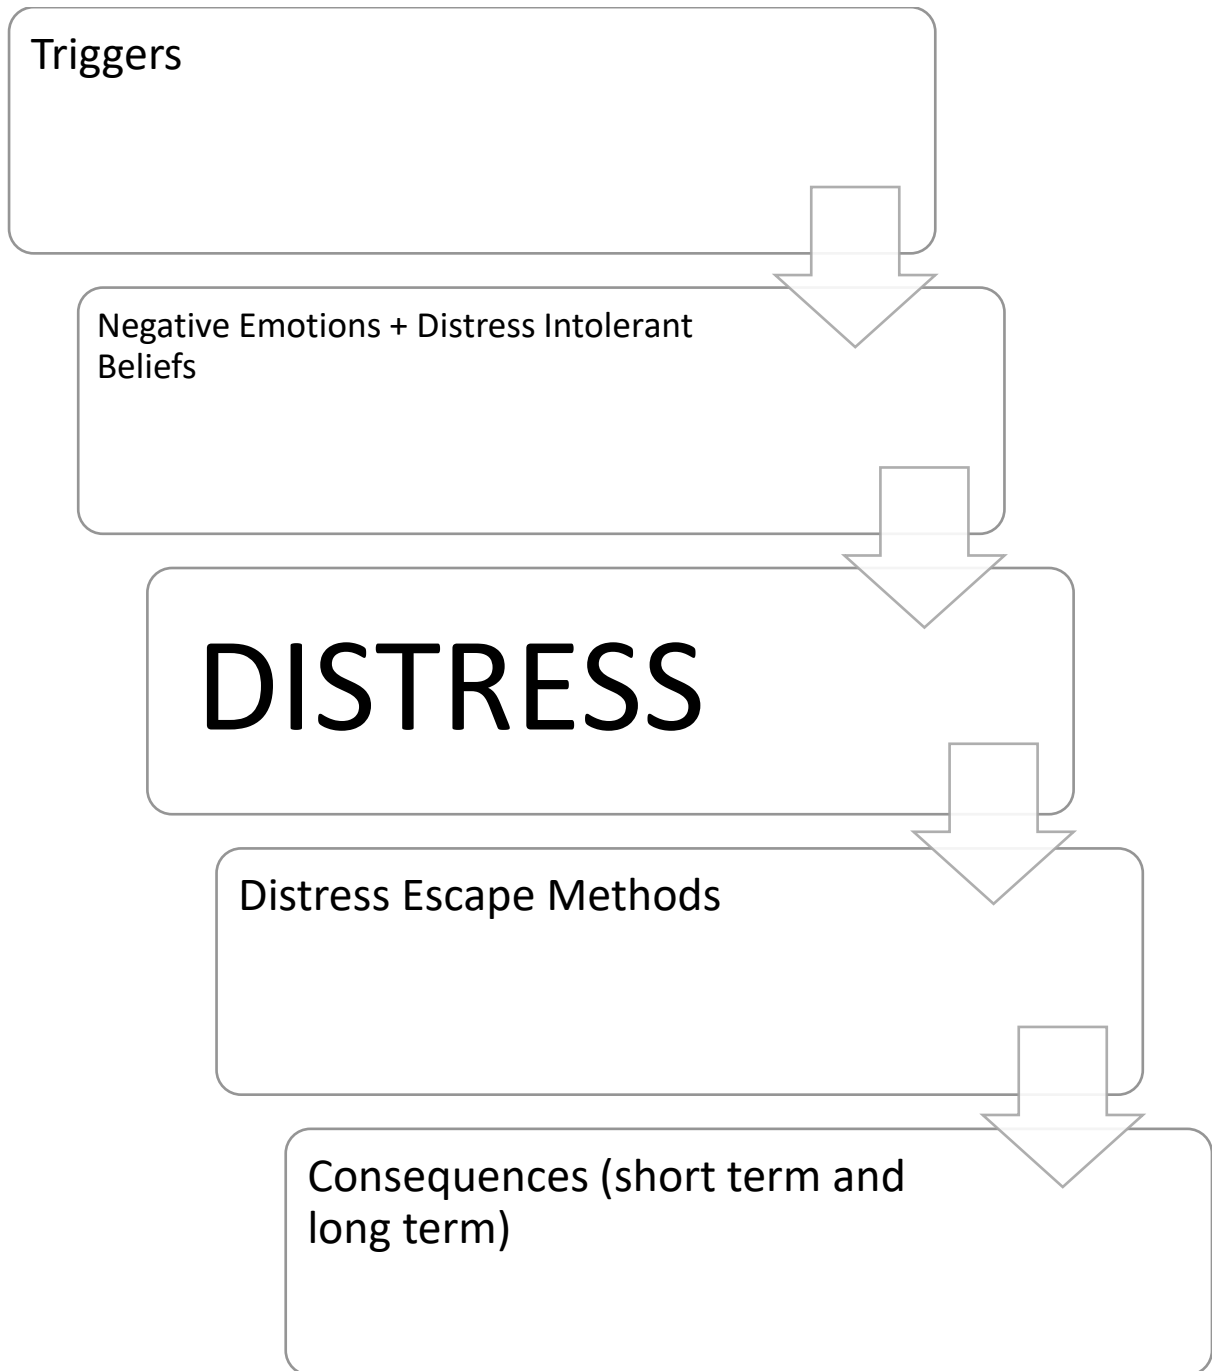 Triggers
Negative Emotions + Distress Intolerant
Beliefs
DISTRESS
Distress Escape Methods
Consequences (short term and
long term)